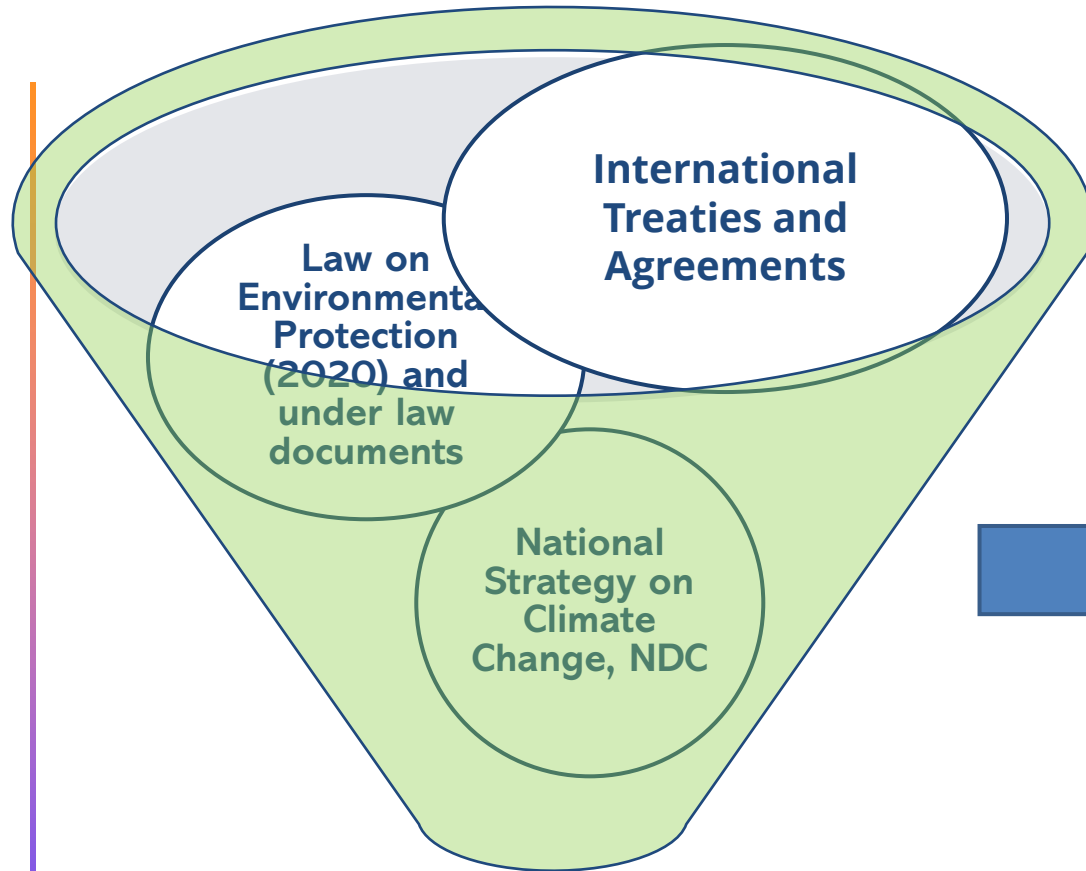 International
Treaties and
Agreements
Law on
Environmenta
Protection
(2020) and
under law
documents
National
Strategy on
Climate
Change, NDC